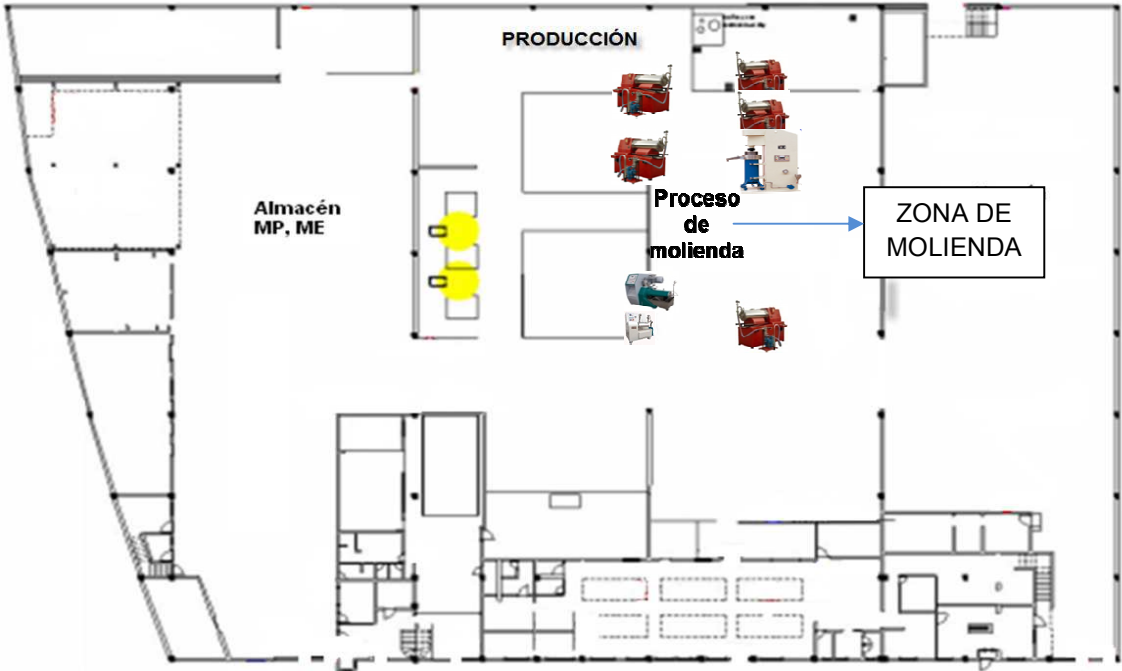 PRODUCCIÓN
Almacén
MP, ME
Proceso
de
molienda
ZONA DE
MOLIENDA